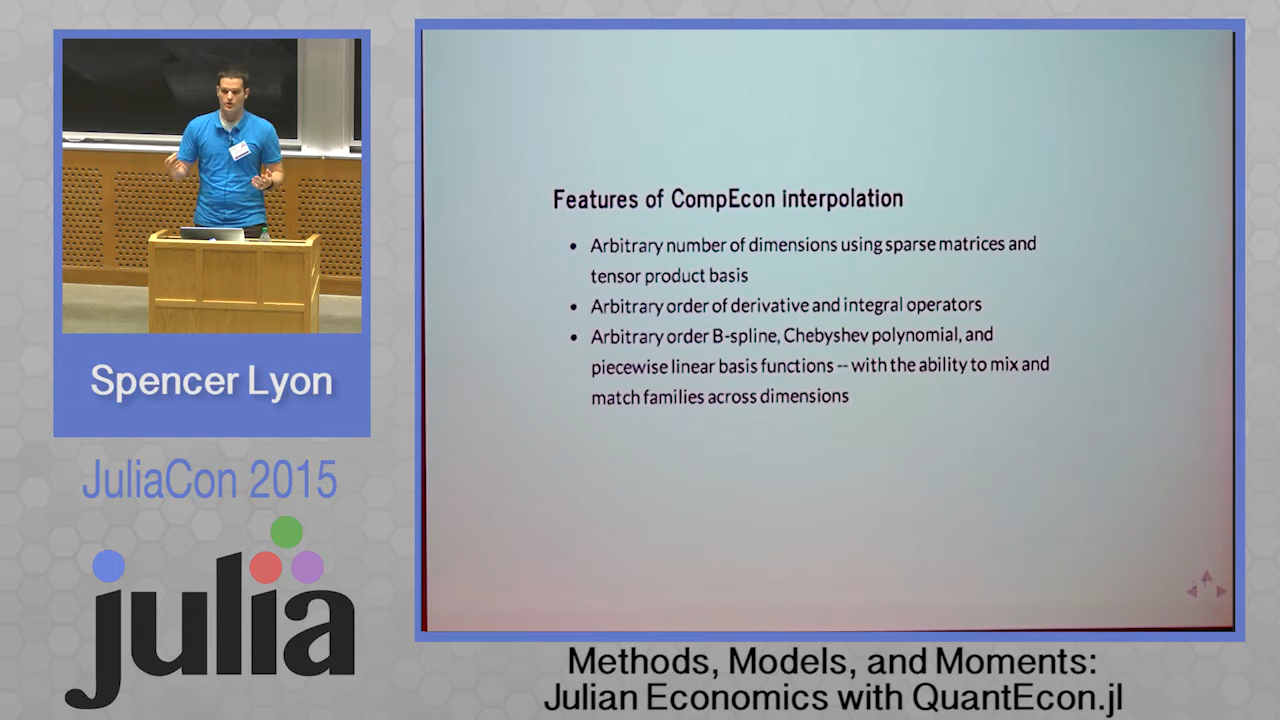 Spencer Lyon
JuliaCon 2015
julia
Features of CompEcon interpolation
• Arbitrary number of dimensions using sparse matrices and
tensor product basis
• Arbitrary order of derivative and integral operators
• Arbitrary order B-spline, Chebyshev polynomial, and
piecewise linear basis functions -- with the ability to mix and
match families across dimensions
Methods, Models, and Moments:
Julian Economics with QuantEcon.jl